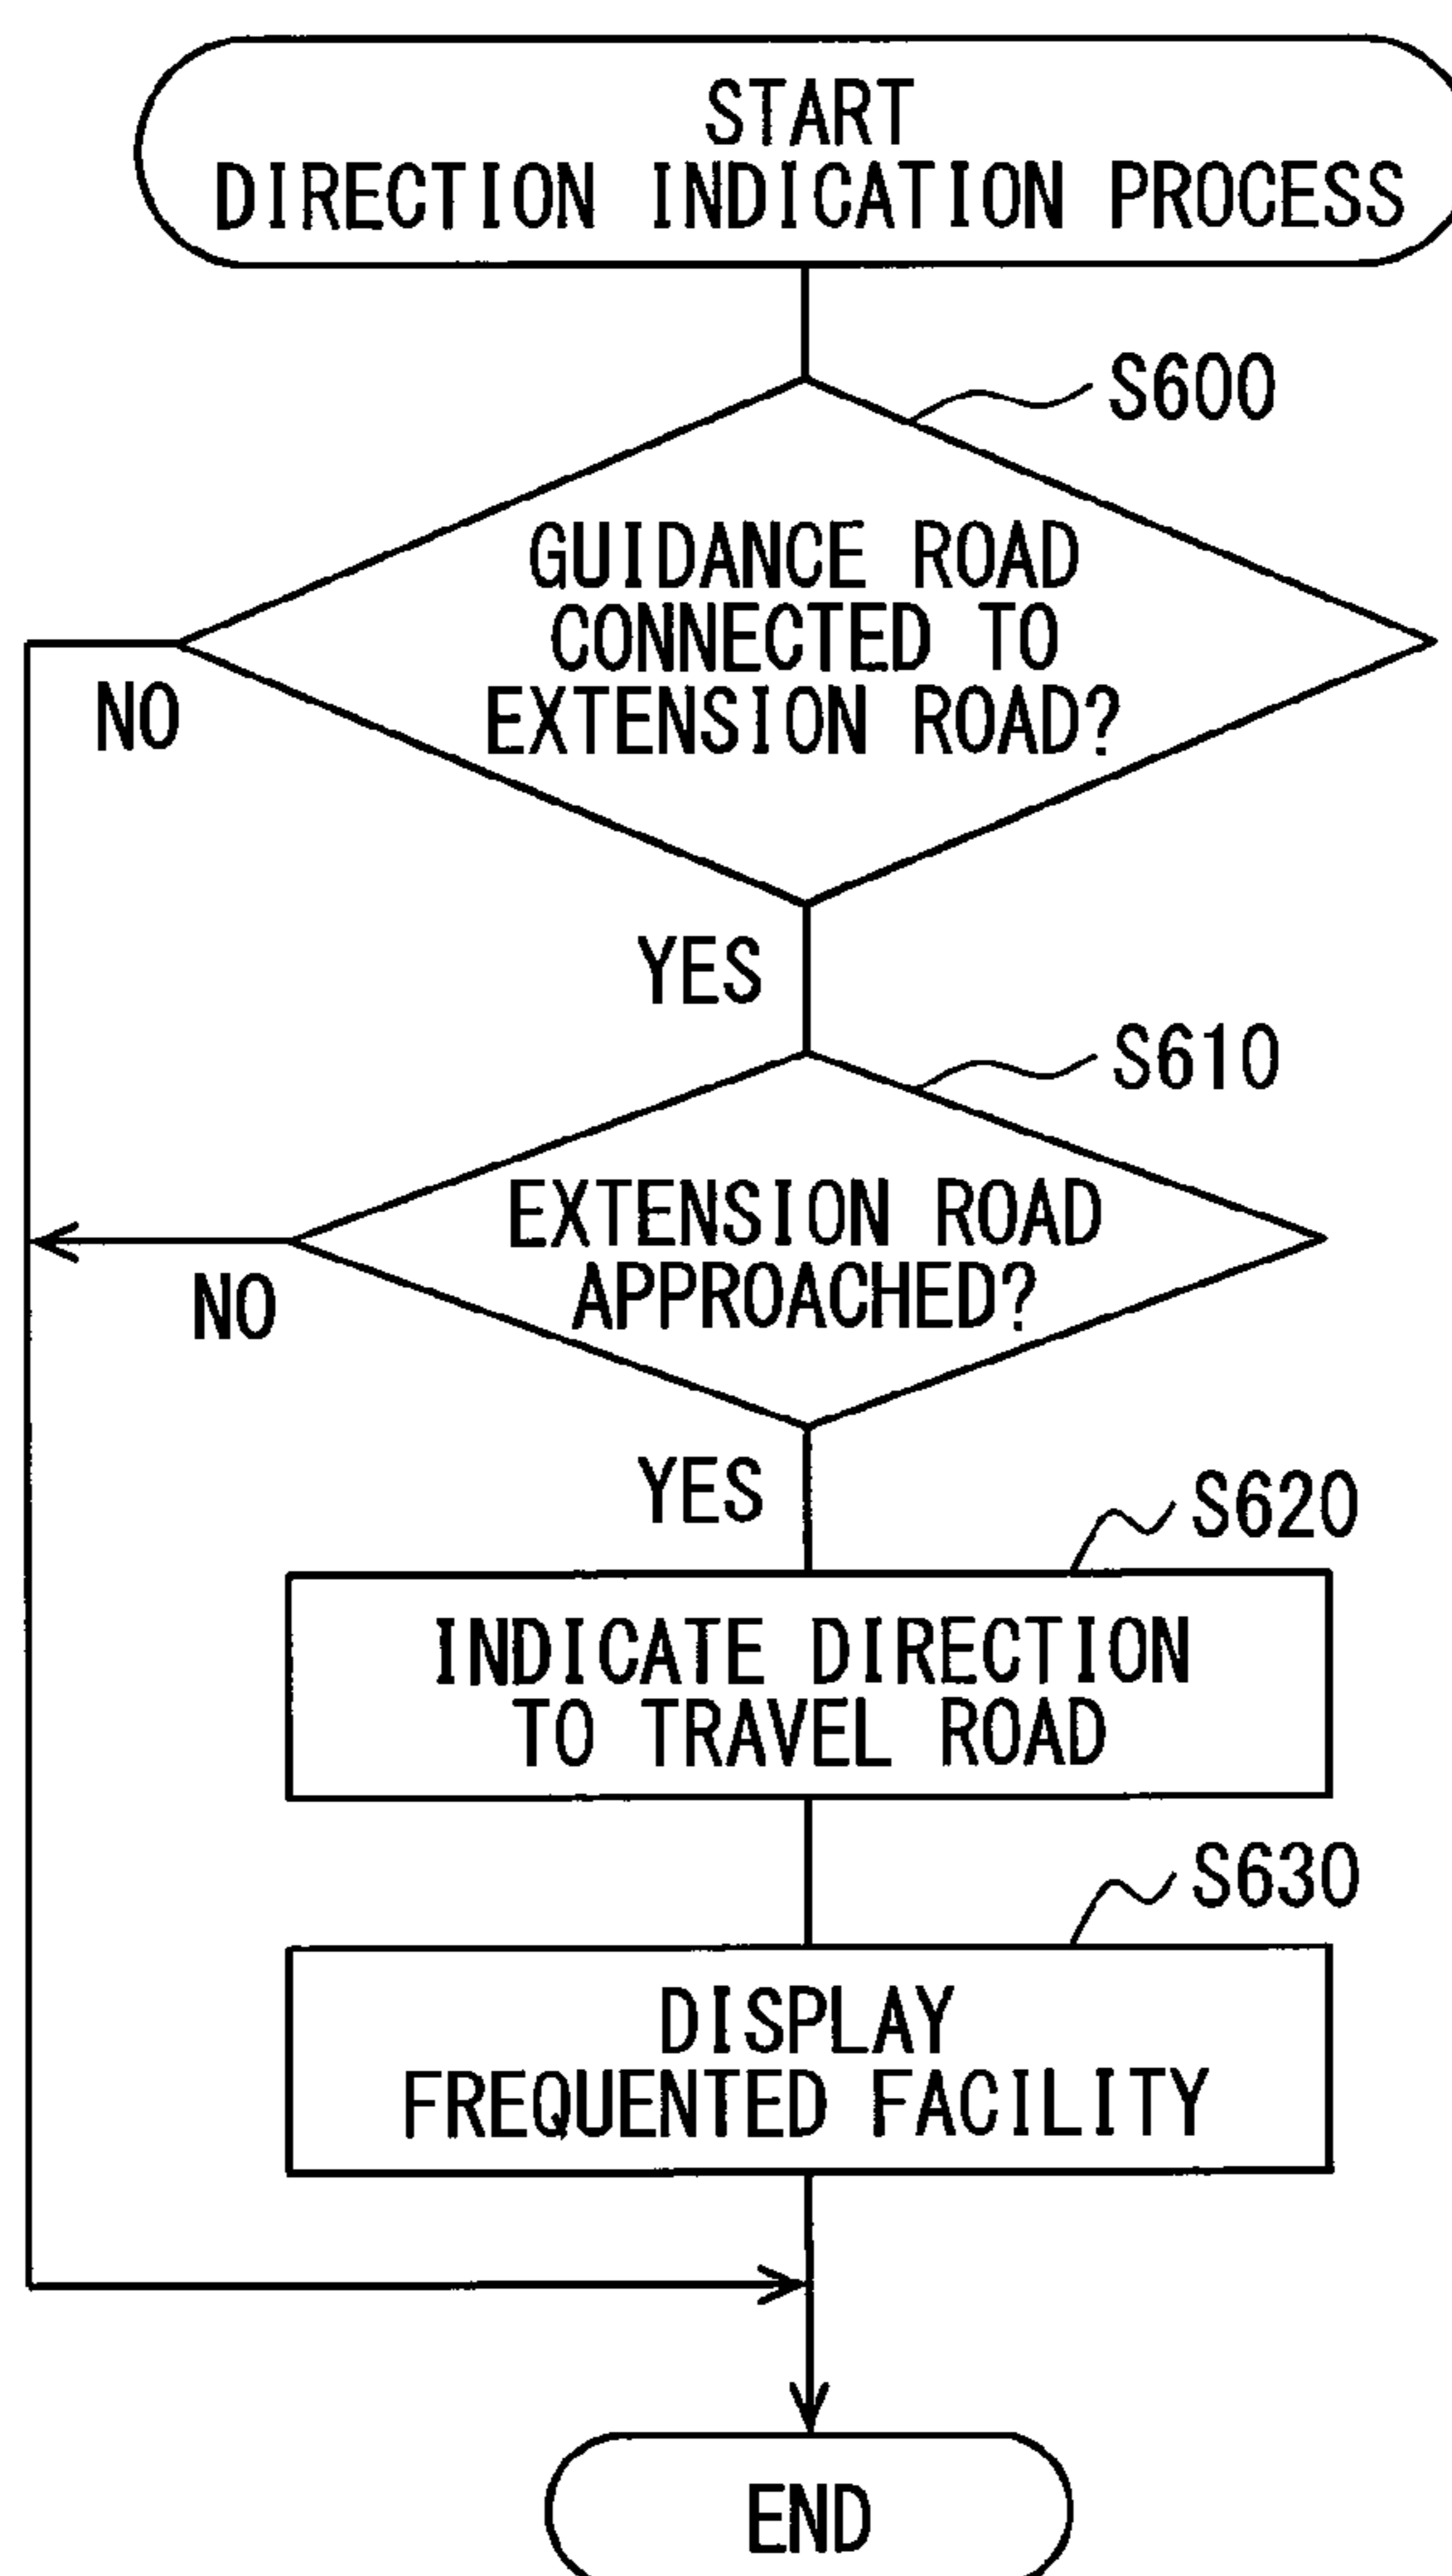 START
DIRECTION INDICATION PROCESS
S600
GUIDANCE ROAD
CONNECTED TO
EXTENSION ROAD?
NO
YES
S610
EXTENSION ROAD
APPROACHED?
NO
YES
S620
INDICATE DIRECTION
TO TRAVEL ROAD
S630
DISPLAY
FREQUENTED FACILITY
END